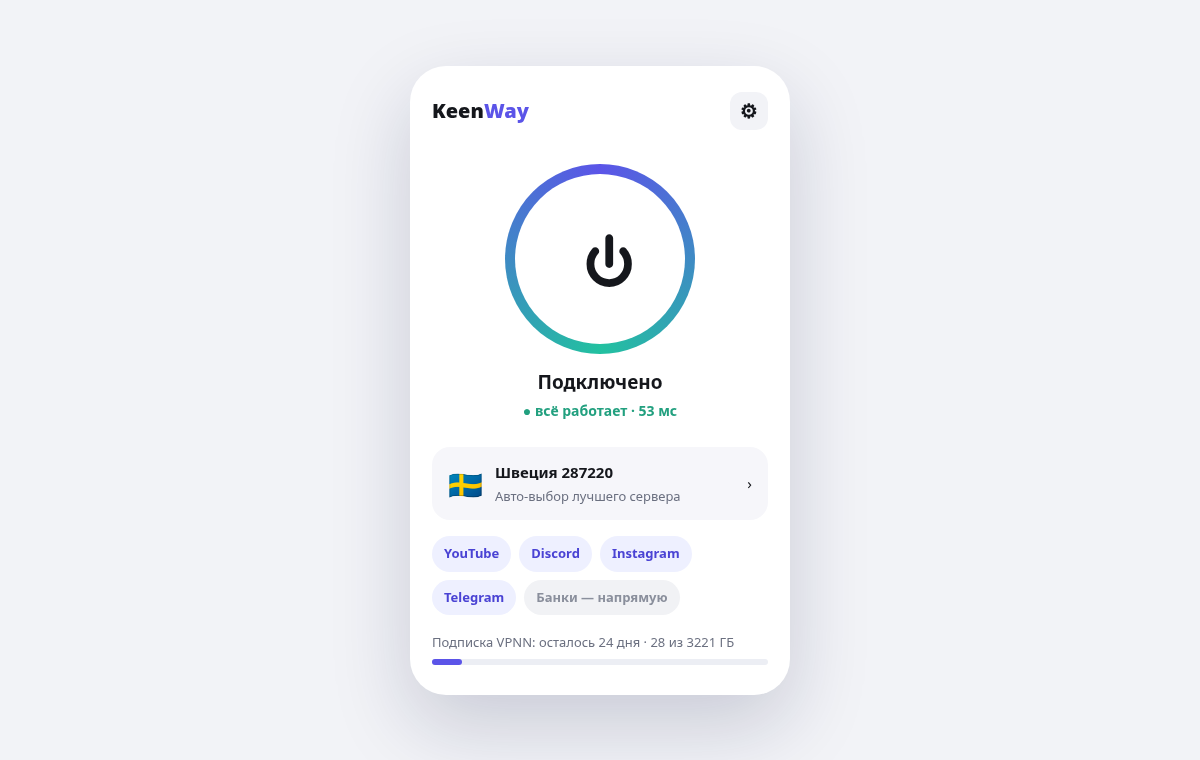 KeenWay
Подключено
● всё работает · 53 мс
Швеция 287220
Авто-выбор лучшего сервера
›
YouTube Discord Instagram
Telegram Банки — напрямую
Подписка VPNN: осталось 24 дня · 28 из 3221 ГБ